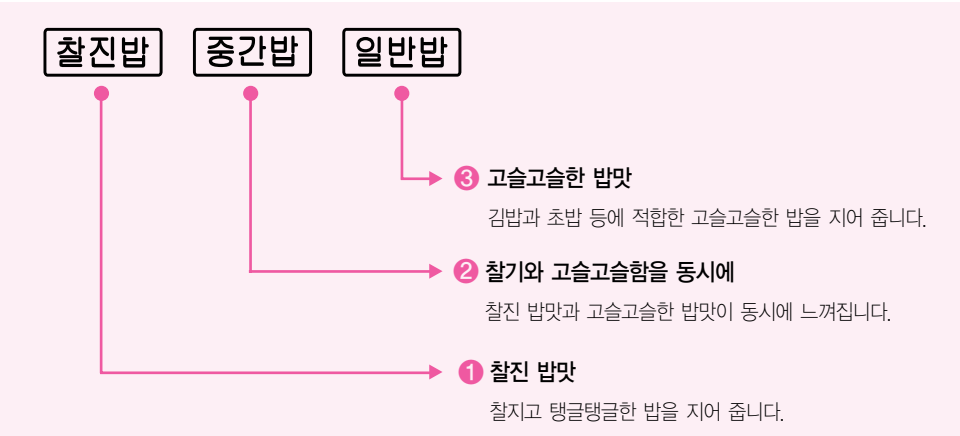 찰진밥 중간밥 일반밥
❸ 고슬고슬한 밥맛
김밥과 초밥 등에 적합한 고슬고슬한 밥을 지어 줍니다.
❷ 찰기와 고슬고슬함을 동시에
찰진 밥맛과 고슬고슬한 밥맛이 동시에 느껴집니다.
❶ 찰진 밥맛
찰지고 탱글탱글한 밥을 지어 줍니다.